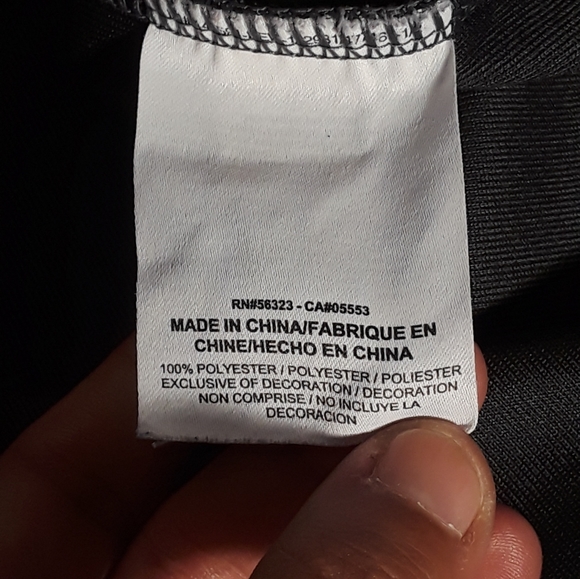 RN#56323 - CA#05553
MADE IN CHINA/FABRIQUE EN
CHINE/HECHO EN CHINA
100% POLYESTER / POLYESTER / POLIESTER
EXCLUSIVE OF DECORATION / DECORATION
NON COMPRISE / NO INCLUYE LA
DECORACION